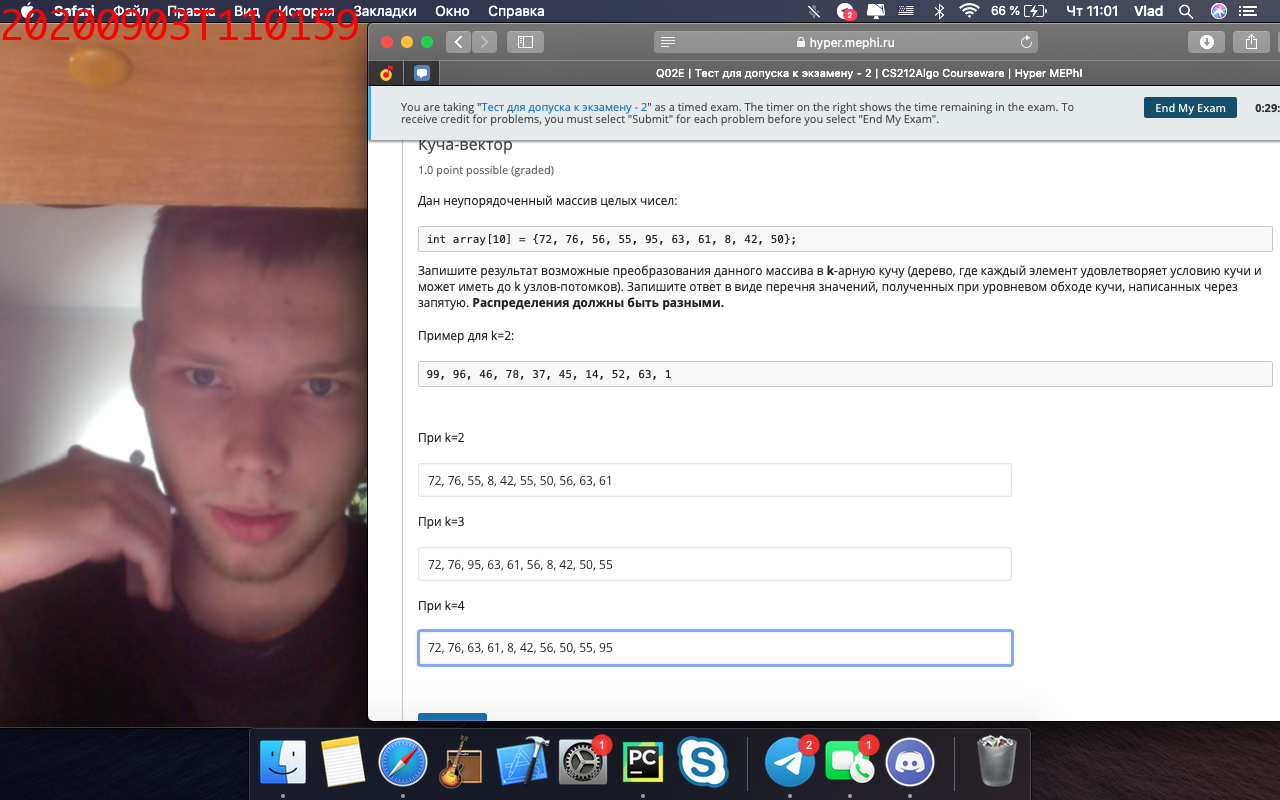 20200903T110159
Safari Файл Правка Вид История Закладки Окно Справка
2
66 % Чт 11:01 Vlad
hyper.mephi.ru
Q02E | Тест для допуска к экзамену - 2 | CS212Algo Courseware | Hyper MEPhI
You are taking "Тест для допуска к экзамену - 2" as a timed exam. The timer on the right shows the time remaining in the exam. To
receive credit for problems, you must select "Submit" for each problem before you select "End My Exam".
End My Exam
0:29:
Куча-вектор
1.0 point possible (graded)
Дан неупорядоченный массив целых чисел:
int array[10] = {72, 76, 56, 55, 95, 63, 61, 8, 42, 50};
Запишите результат возможные преобразования данного массива в k-арную кучу (дерево, где каждый элемент удовлетворяет условию кучи и
может иметь до k узлов-потомков). Запишите ответ в виде перечня значений, полученных при уровневом обходе кучи, написанных через
запятую. Распределения должны быть разными.
Пример для k=2:
99, 96, 46, 78, 37, 45, 14, 52, 63, 1
При k=2
72, 76, 55, 8, 42, 55, 50, 56, 63, 61
При k=3
72, 76, 95, 63, 61, 56, 8, 42, 50, 55
При k=4
72, 76, 63, 61, 8, 42, 56, 50, 55, 95
1
PC
2
1